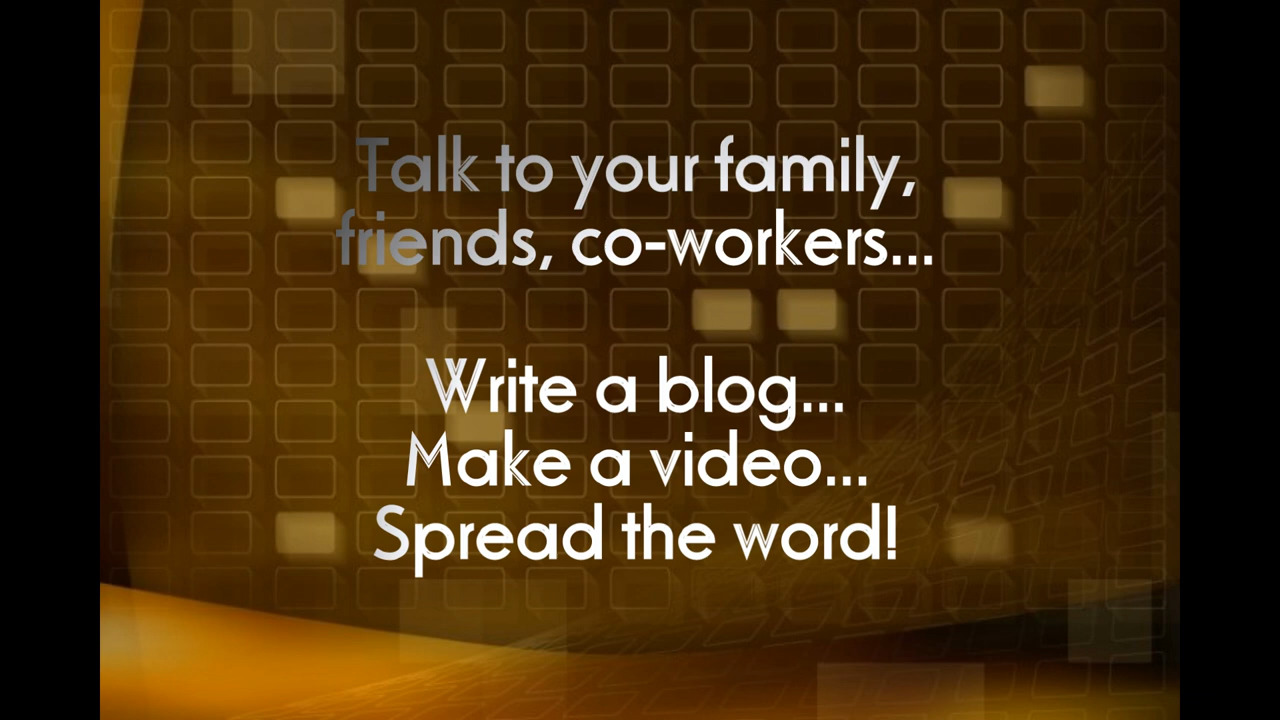 Talk to your family,
friends, co-workers...
Write a blog...
Make a video...
Spread the word!